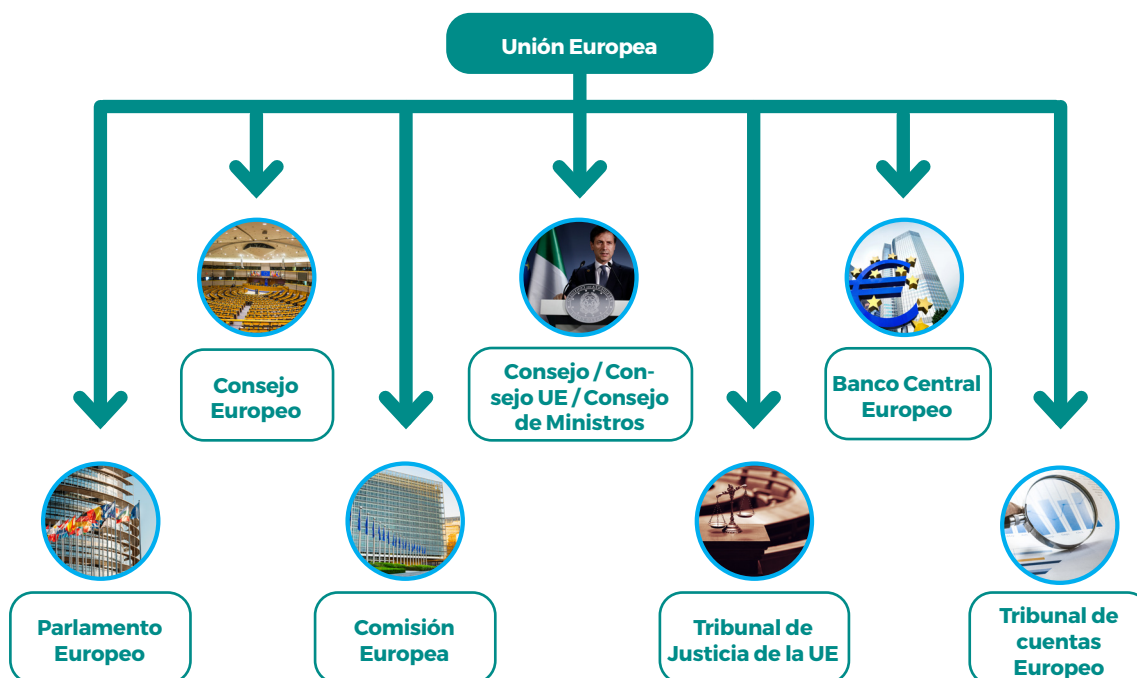 Unión Europea
Consejo
Europeo
Consejo / Con-
sejo UE / Consejo
de Ministros
Banco Central
Europeo
Parlamento
Europeo
Comisión
Europea
Tribunal de
Justicia de la UE
Tribunal de
cuentas
Europeo